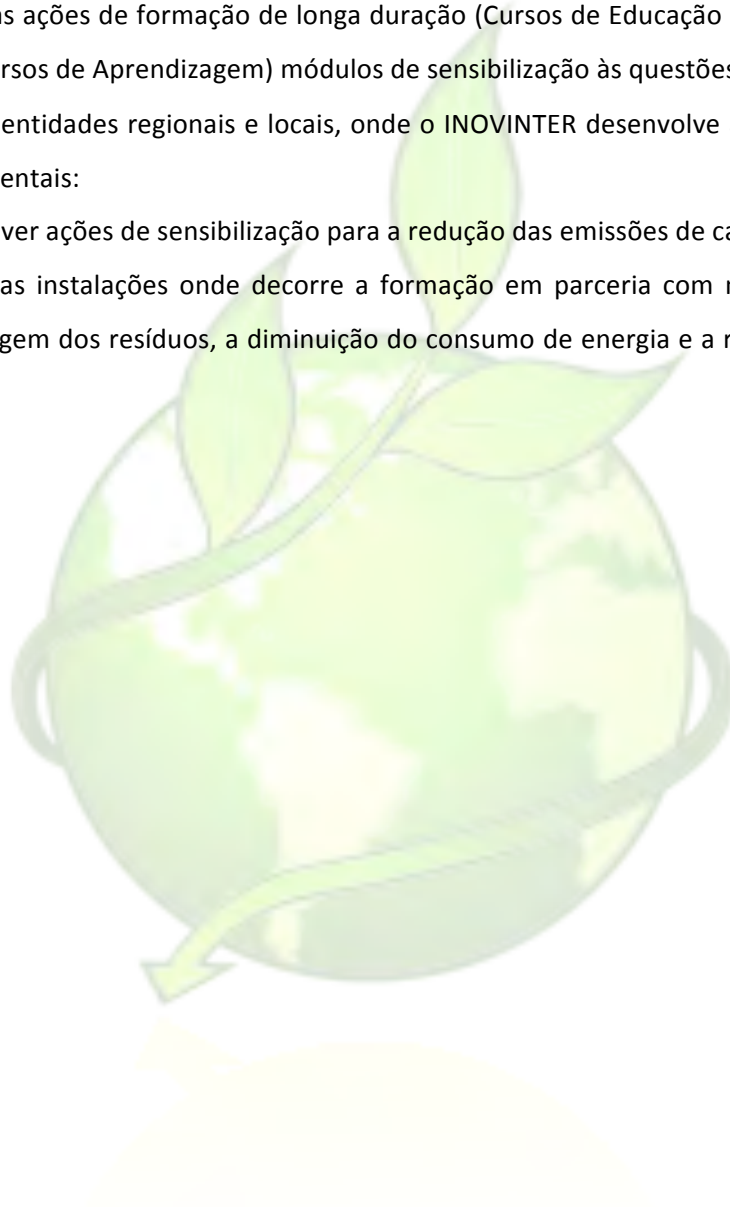 s ações de formação de longa duração (Cursos de Educação
rsos de Aprendizagem) módulos de sensibilização às questões
entidades regionais e locais, onde o INOVINTER desenvolve
entais:
ver ações de sensibilização para a redução das emissões de ca
as instalações onde decorre a formação em parceria com
gem dos resíduos, a diminuição do consumo de energia e a